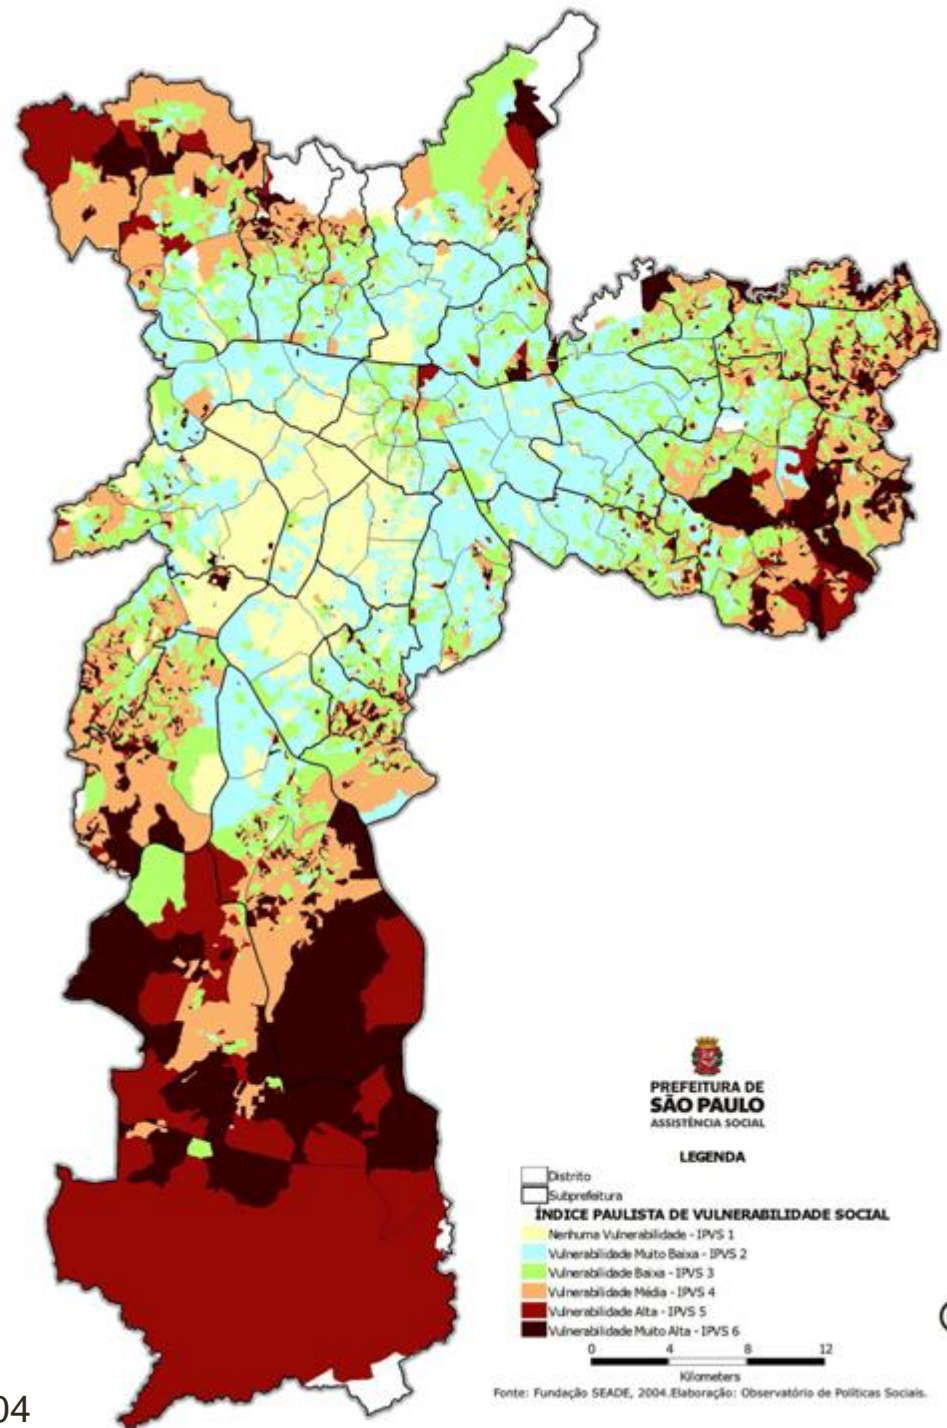 PREFEITURA DE
SÃO PAULO
ASSISTÊNCIA SOCIAL
LEGENDA
Distrito
Subprefeitura
ÍNDICE PAULISTA DE VULNERABILIDADE SOCIAL
Nenhuma Vulnerabilidade - IPVS 1
Vulnerabilidade Muito Baixa - IPVS 2
Vulnerabilidade Baixa - IPVS 3
Vulnerabilidade Média - IPVS 4
Vulnerabilidade Alta - IPVS 5
Vulnerabilidade Muito Alta - IPVS 6
0 4 8 12
Kilometers
Fonte: Fundação SEADE, 2004.Elaboração: Observatório de Políticas Sociais.
04